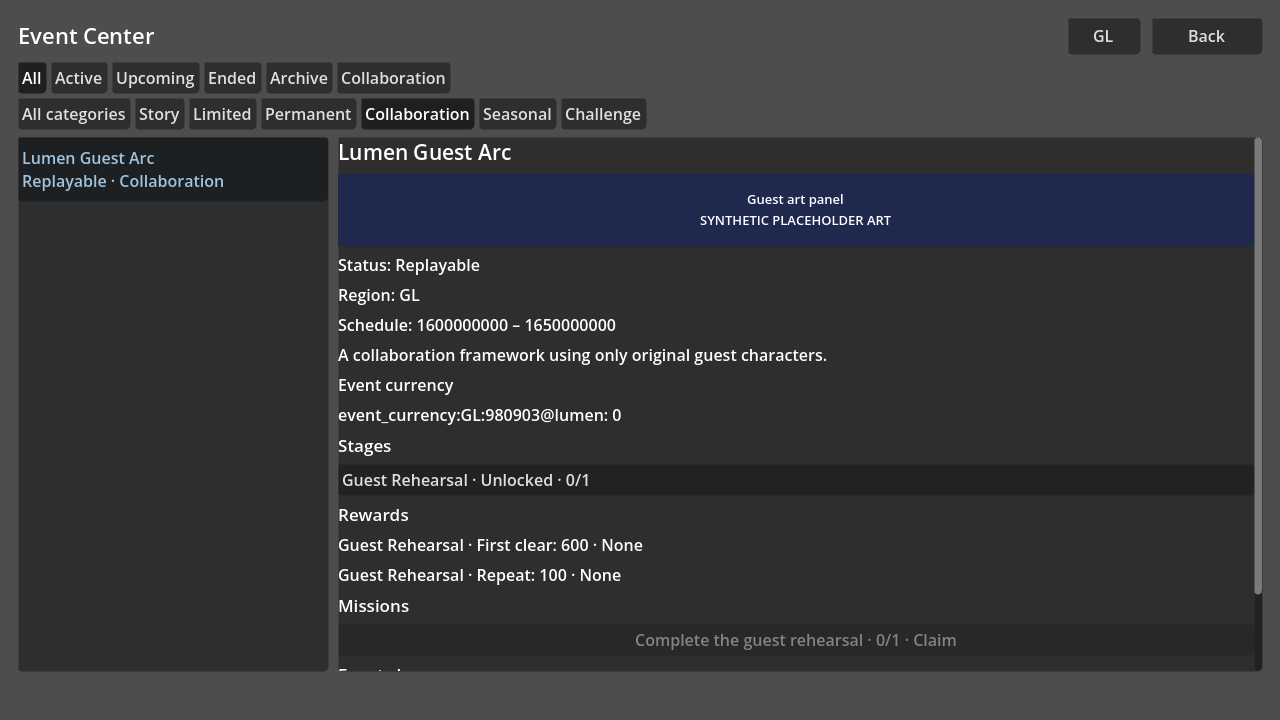 Event Center
GL
Back
All
Active
Upcoming
Ended
Archive
Collaboration
All categories
Story
Limited
Permanent
Collaboration
Seasonal
Challenge
Lumen Guest Arc
Replayable · Collaboration
Lumen Guest Arc
Guest art panel
SYNTHETIC PLACEHOLDER ART
Status: Replayable
Region: GL
Schedule: 1600000000 – 1650000000
A collaboration framework using only original guest characters.
Event currency
event_currency:GL:980903@lumen: 0
Stages
Guest Rehearsal · Unlocked · 0/1
Rewards
Guest Rehearsal · First clear: 600 · None
Guest Rehearsal · Repeat: 100 · None
Missions
Complete the guest rehearsal · 0/1 · Claim